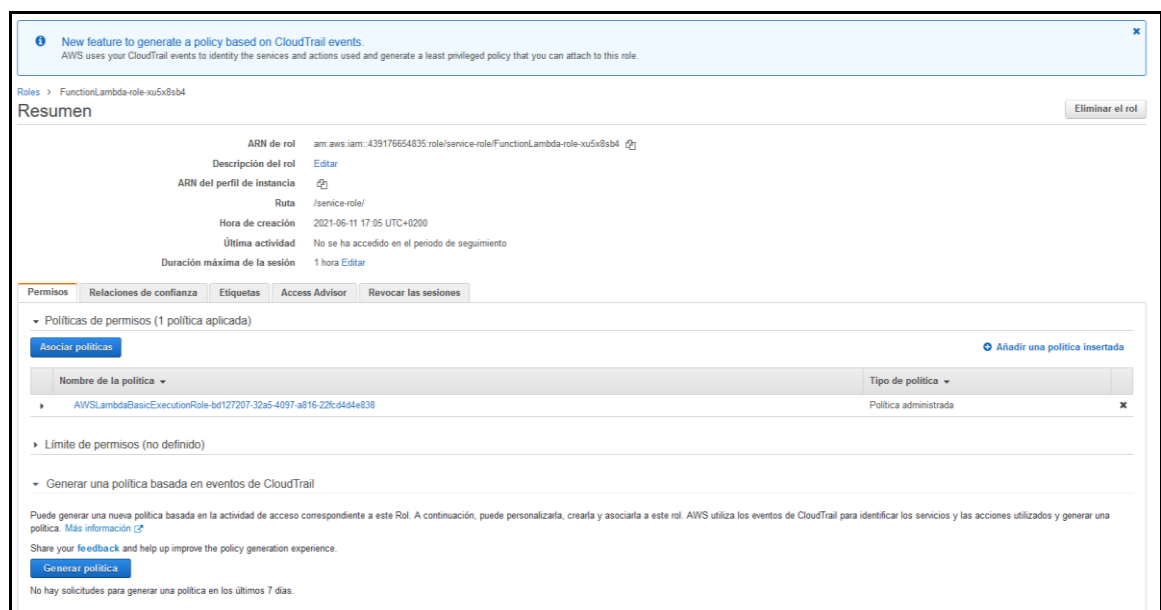 New feature to generate a policy based on CloudTrail events.
AWS uses your CloudTrail events to identity the services and actions used and generate a least privileged policy that you can attach to this role.
Roles > FunctionLambda-role-xu5x8sb4
Resumen
Eliminar el rol
ARN de rol arn:aws:iam::439176654835:role/service-role/FunctionLambda-role-xu5x8sb4
Descripción del rol Editar
ARN del perfil de instancia
Ruta /service-role/
Hora de creación 2021-06-11 17:05 UTC+0200
Última actividad No se ha accedido en el periodo de seguimiento
Duración máxima de la sesión 1 hora Editar
Permisos Relaciones de confianza Etiquetas Access Advisor Revocar las sesiones
Políticas de permisos (1 política aplicada)
Asociar políticas Añadir una política insertada
Nombre de la política Tipo de política
AWSLambdaBasicExecutionRole-bd127207-32a5-4097-a816-22fcd4d4e838 Política administrada
Límite de permisos (no definido)
Generar una política basada en eventos de CloudTrail
Puede generar una nueva política basada en la actividad de acceso correspondiente a este Rol. A continuación, puede personalizarla, crearla y asociarla a este rol. AWS utiliza los eventos de CloudTrail para identificar los servicios y las acciones utilizados y generar una
política. Más información
Share your feedback and help up improve the policy generation experience.
Generar política
No hay solicitudes para generar una política en los últimos 7 días.